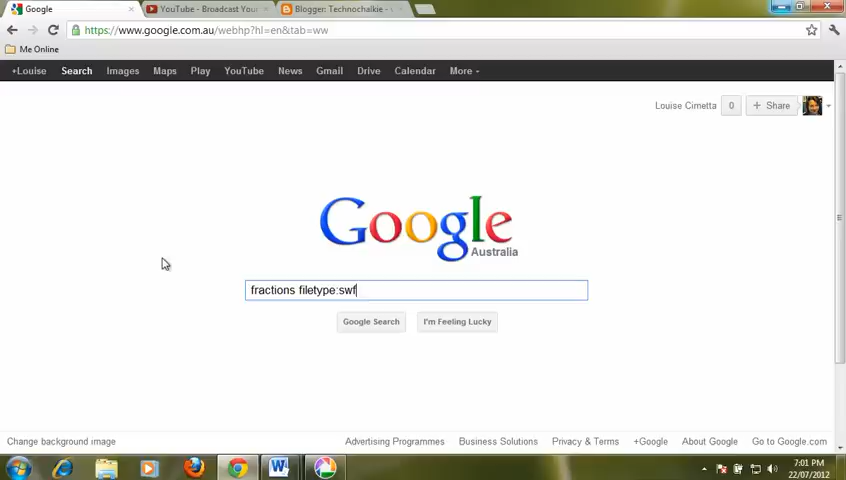 Google
YouTube - Broadcast Your
Blogger: Technochalkie -
https://www.google.com.au/webhp?hl=en&tab=ww
Me Online
+Louise Search Images Maps Play YouTube News Gmail Drive Calendar More
Louise Cimetta 0 + Share
Google
Australia
fractions filetype:swf
Google Search I'm Feeling Lucky
Change background image Advertising Programmes Business Solutions Privacy & Terms +Google About Google Go to Google.com
7:01 PM
22/07/2012